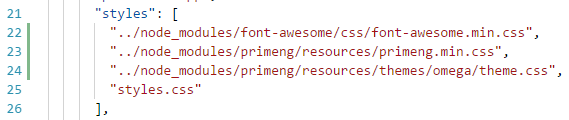 21 "styles": [
22 "../node_modules/font-awesome/css/font-awesome.min.css",
23 "../node_modules/primeng/resources/primeng.min.css",
24 "../node_modules/primeng/resources/themes/omega/theme.css",
25 "styles.css"
26 ],